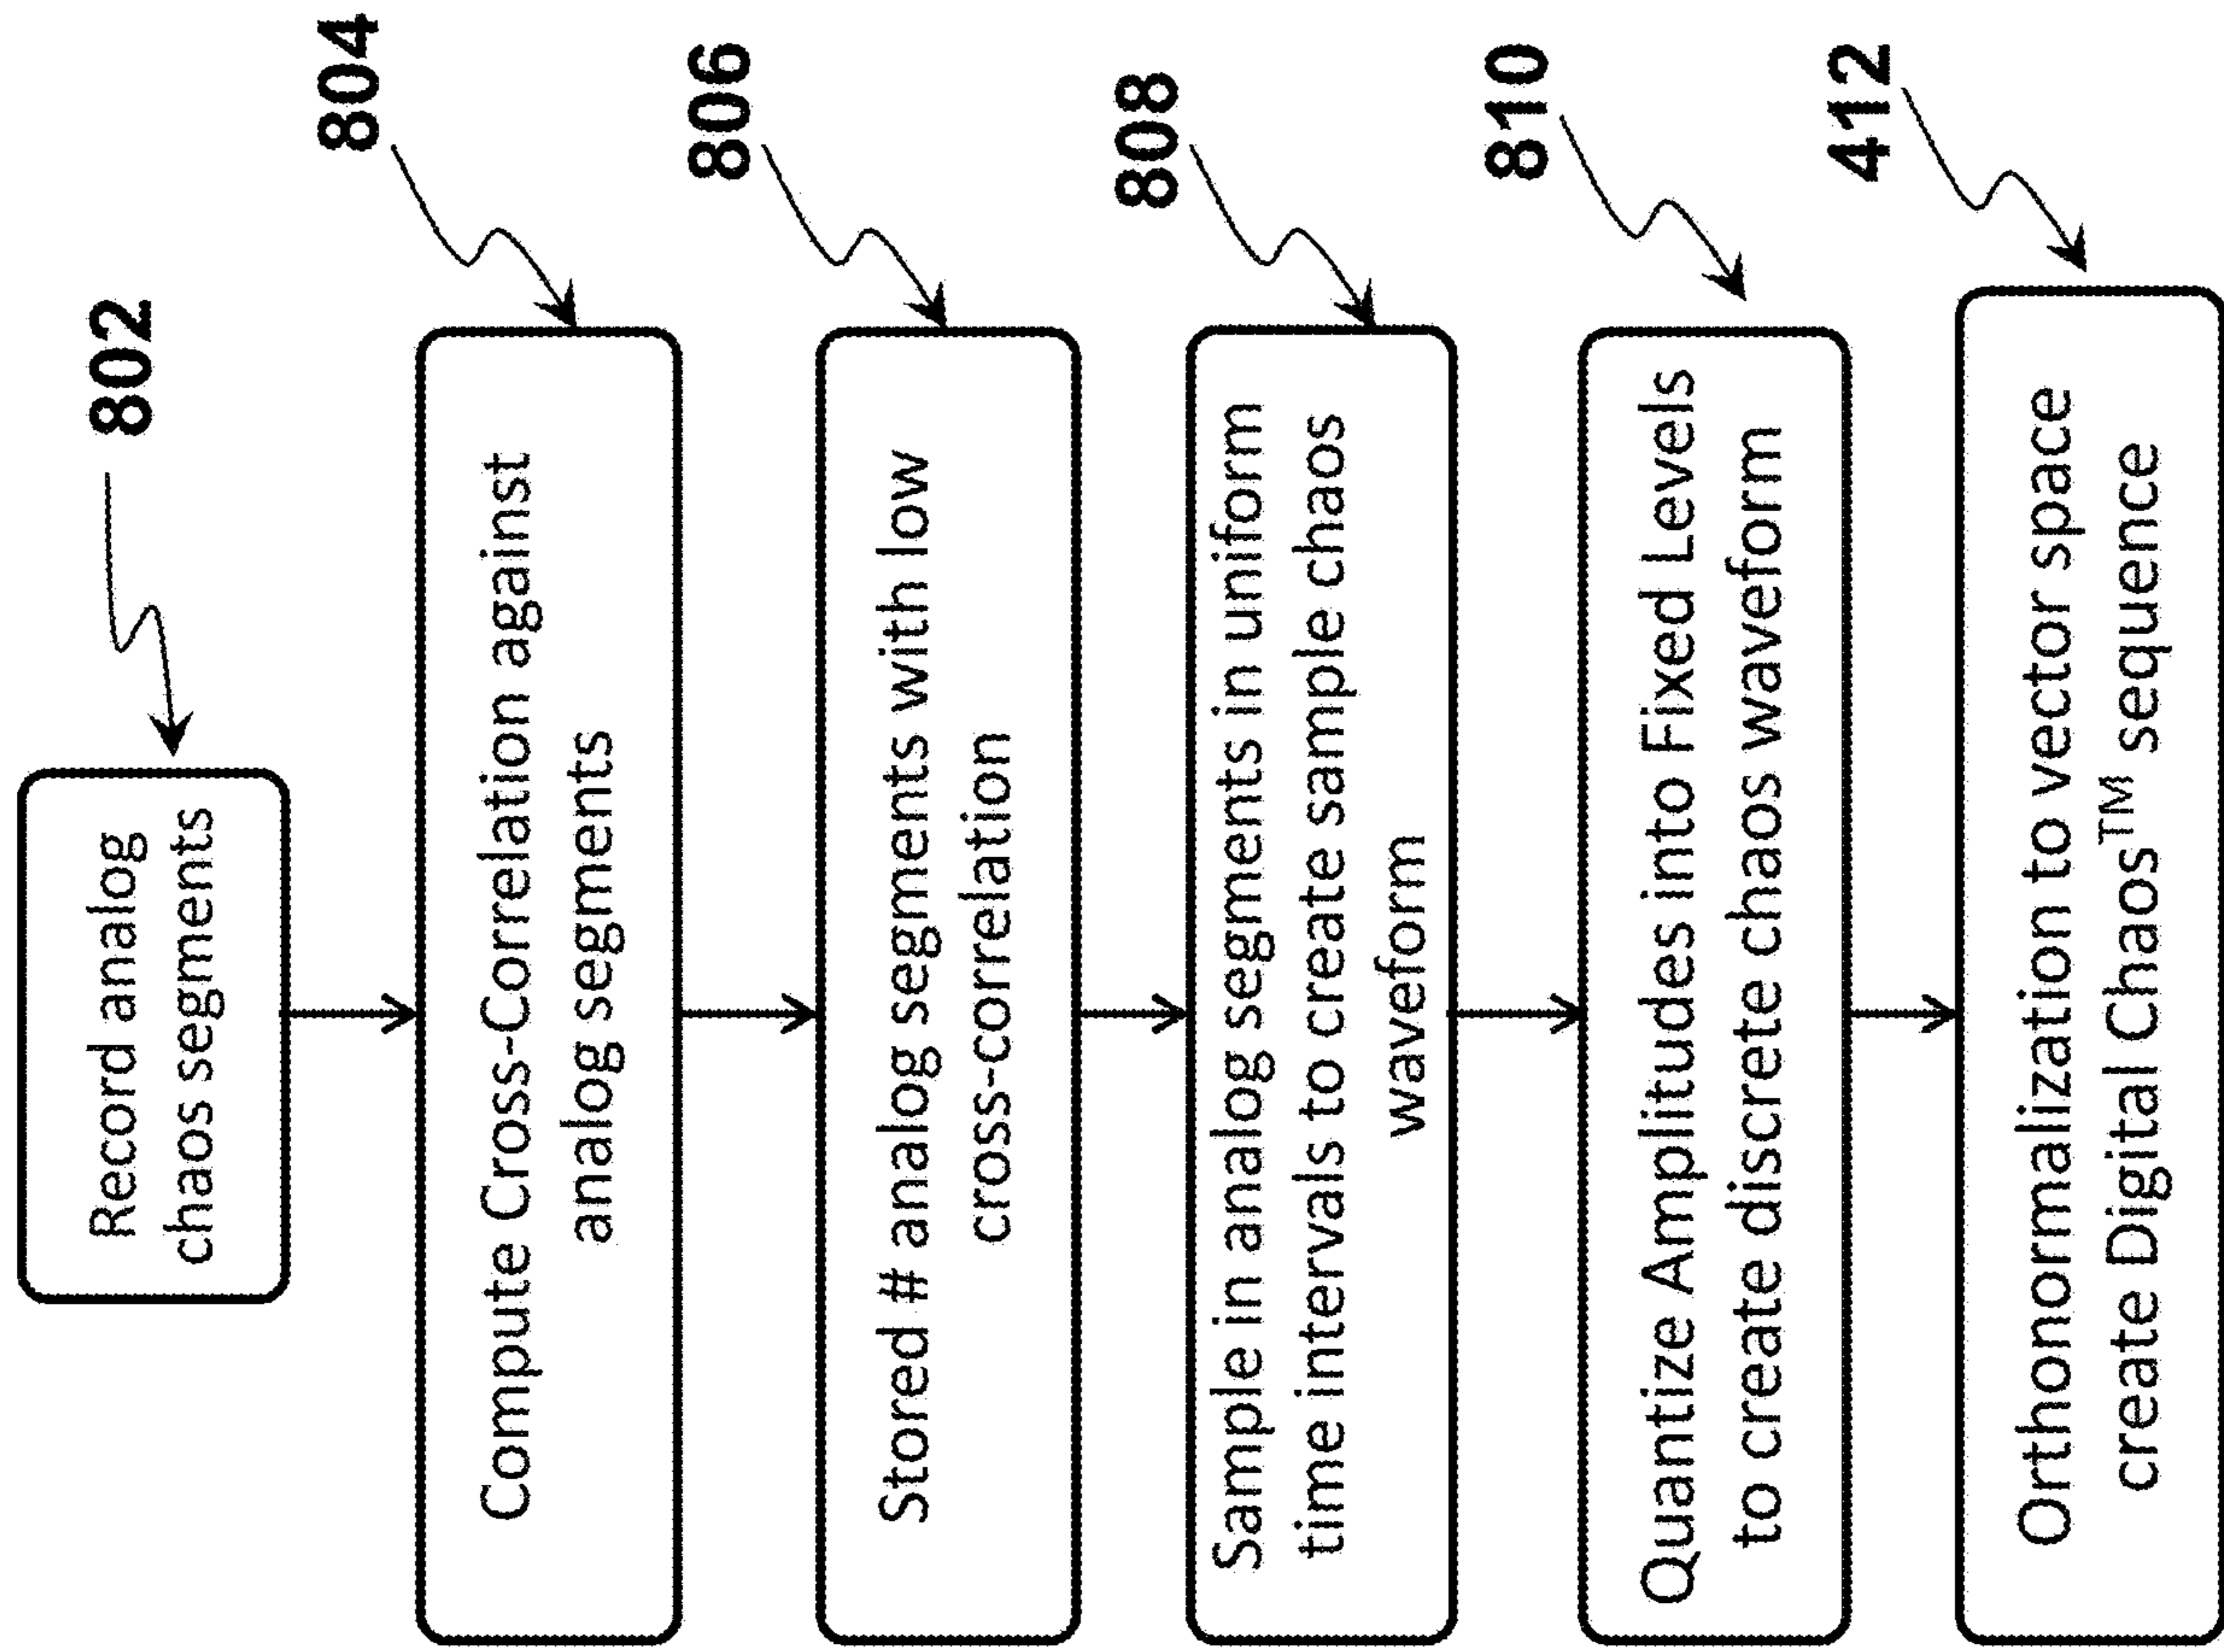 802
Record analog
chaos segments
804
Compute Cross-Correlation against
analog segments
806
Stored # analog segments with low
cross-correlation
808
Sample in analog segments in uniform
time intervals to create sample chaos
waveform
810
Quantize Amplitudes into Fixed Levels
to create discrete chaos waveform
412
Orthonormalization to vector space
create Digital Chaos™ sequence